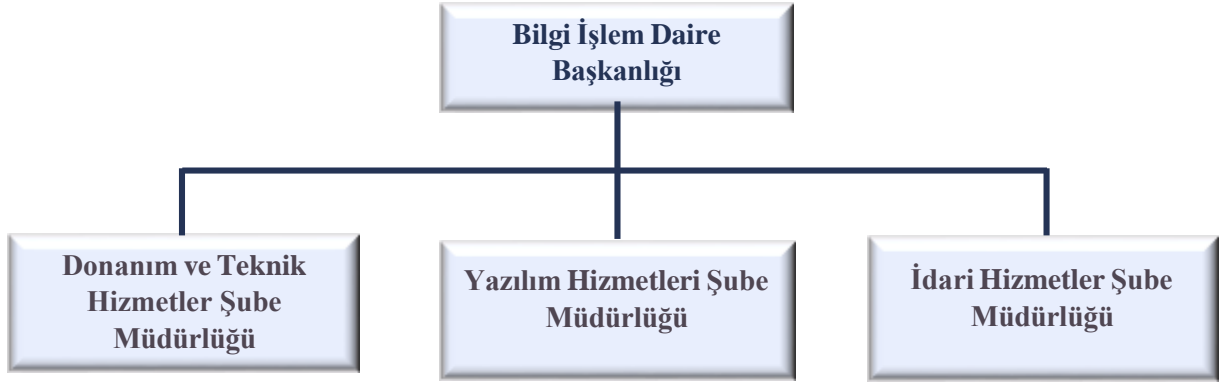 Bilgi İşlem Daire
Başkanlığı
Donanım ve Teknik
Hizmetler Şube
Müdürlüğü
Yazılım Hizmetleri Şube
Müdürlüğü
İdari Hizmetler Şube
Müdürlüğü